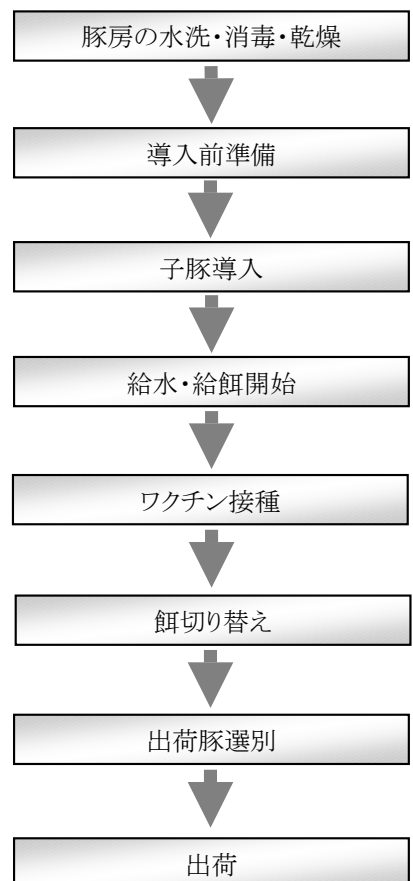 豚房の水洗・消毒・乾燥
導入前準備
子豚導入
給水・給餌開始
ワクチン接種
餌切り替え
出荷豚選別
出荷